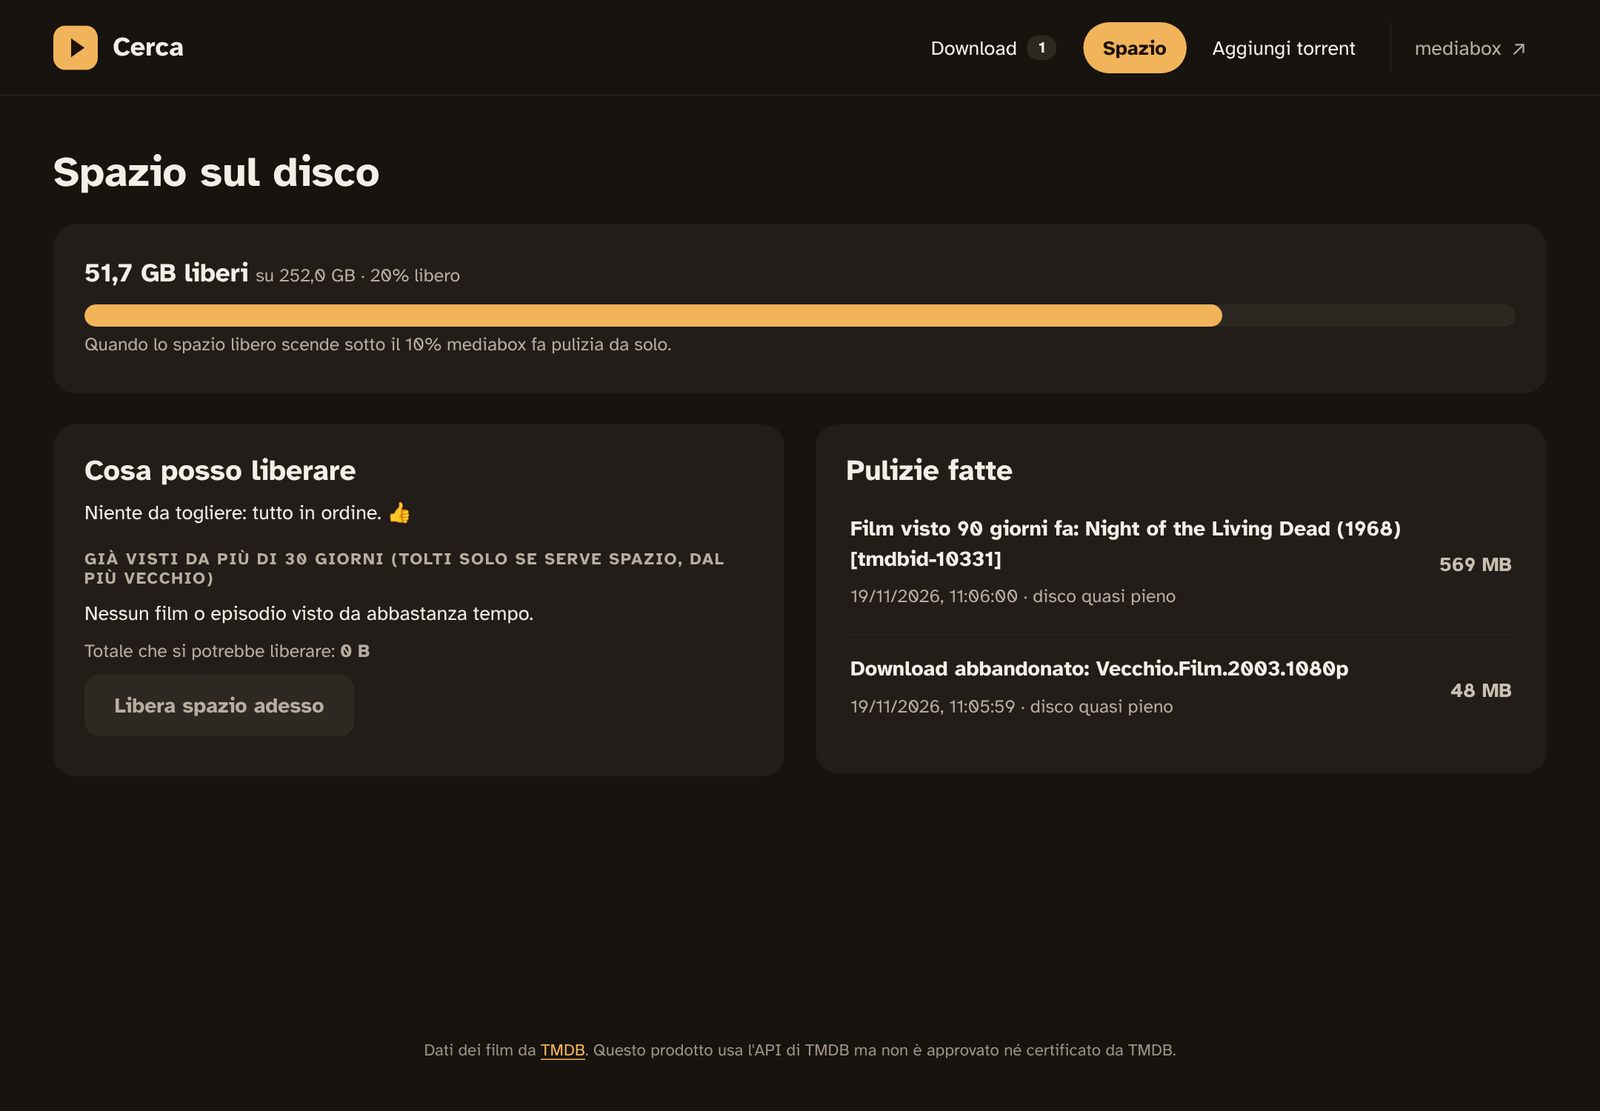 Cerca
Download 1
Spazio
Aggiungi torrent
mediabox ↗
Spazio sul disco
51,7 GB liberi su 252,0 GB · 20% libero
Quando lo spazio libero scende sotto il 10% mediabox fa pulizia da solo.
Cosa posso liberare
Niente da togliere: tutto in ordine. 👍
GIÀ VISTI DA PIÙ DI 30 GIORNI (TOLTI SOLO SE SERVE SPAZIO, DAL
PIÙ VECCHIO)
Nessun film o episodio visto da abbastanza tempo.
Totale che si potrebbe liberare: 0 B
Libera spazio adesso
Pulizie fatte
Film visto 90 giorni fa: Night of the Living Dead (1968)
[tmdbid-10331]
569 MB
19/11/2026, 11:06:00 · disco quasi pieno
Download abbandonato: Vecchio.Film.2003.1080p
48 MB
19/11/2026, 11:05:59 · disco quasi pieno
Dati dei film da TMDB. Questo prodotto usa l'API di TMDB ma non è approvato né certificato da TMDB.